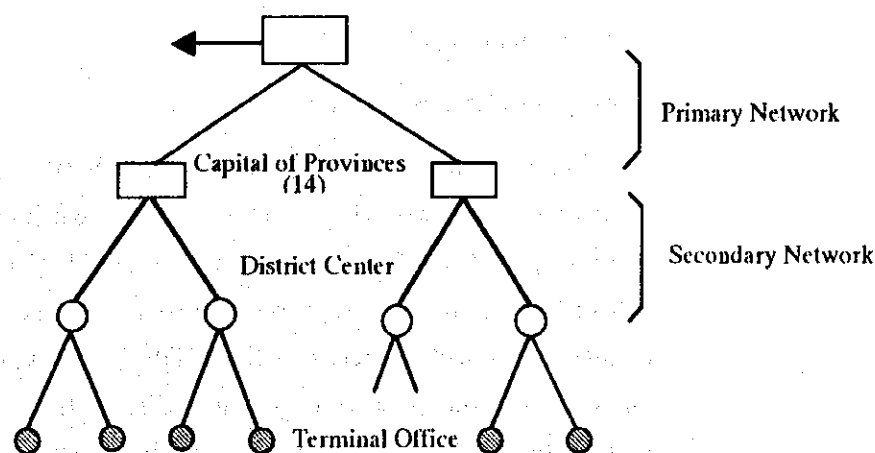 Primary Network
Capital of Provinces
(14)
Secondary Network
District Center
Terminal Office